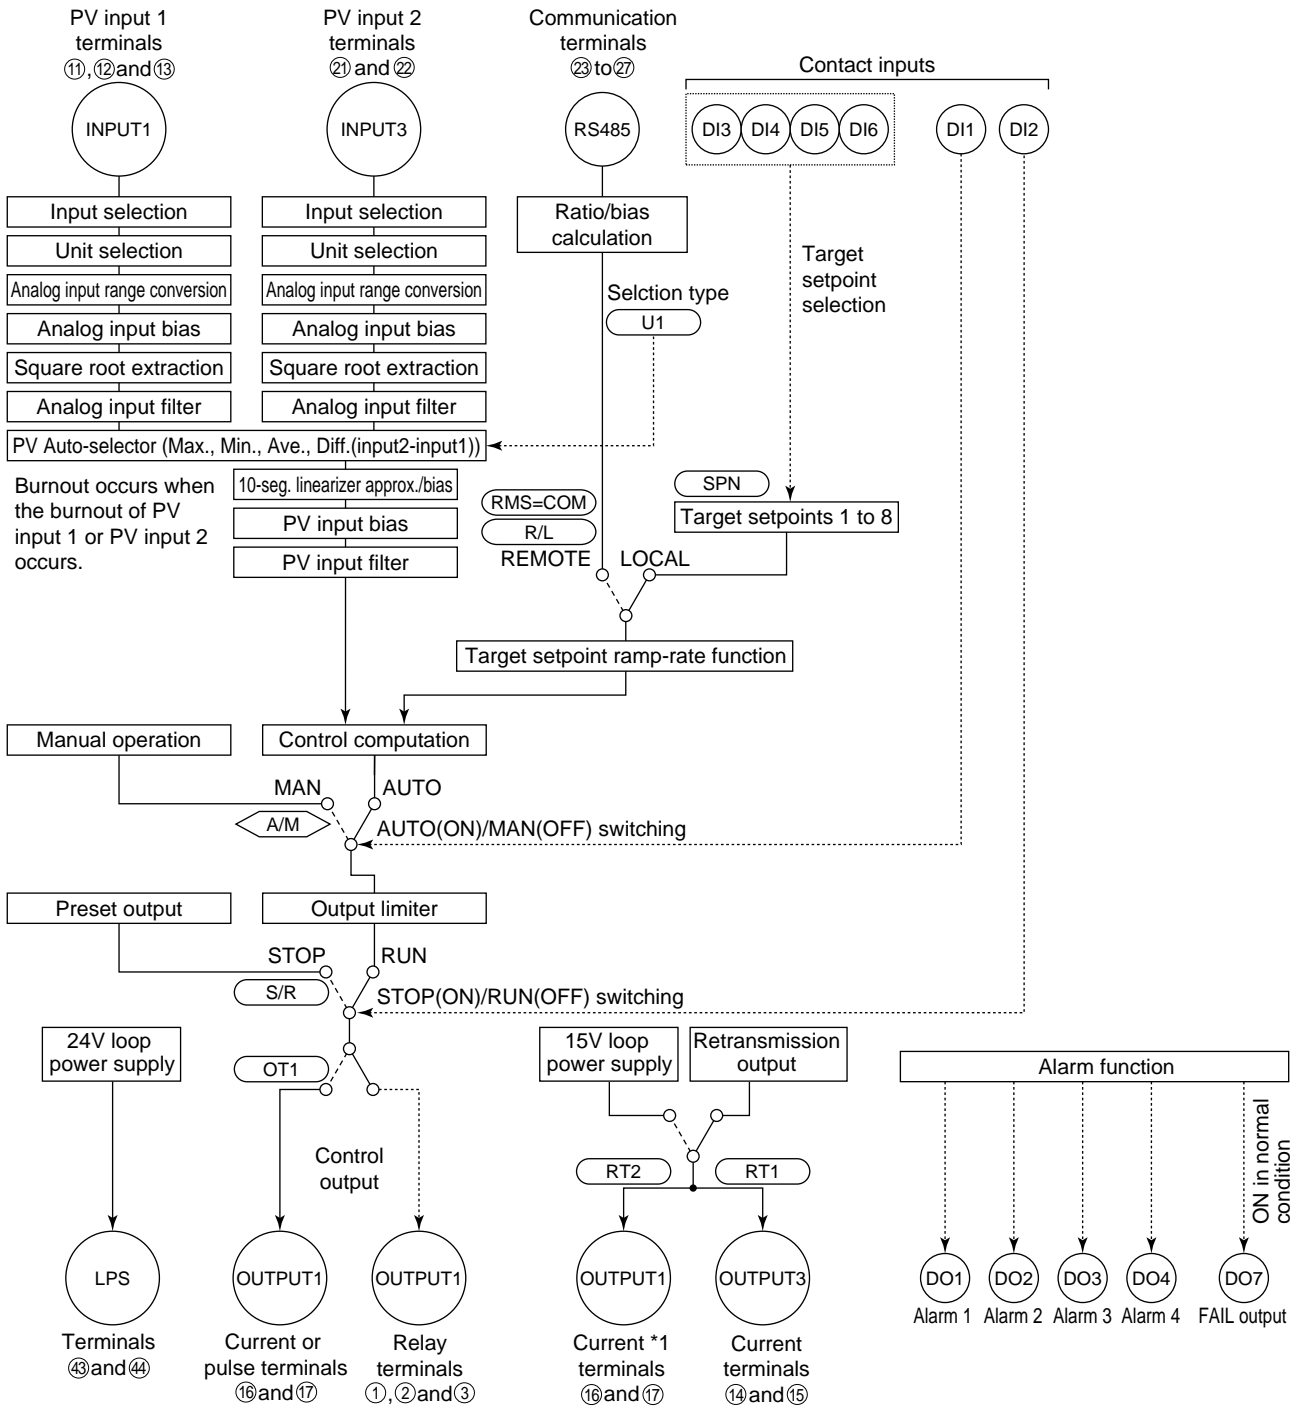 PV input 1
terminals
⑪,⑫and⑬
PV input 2
terminals
㉑ and ㉒
Communication
terminals
㉓to㉗
Contact inputs
INPUT1
INPUT3
RS485
DI3
DI4
DI5
DI6
DI1
DI2
Input selection
Unit selection
Analog input range conversion
Analog input bias
Square root extraction
Analog input filter
Input selection
Unit selection
Analog input range conversion
Analog input bias
Square root extraction
Analog input filter
Ratio/bias
calculation
Selction type
U1
Target
setpoint
selection
PV Auto-selector (Max., Min., Ave., Diff.(input2-input1))
Burnout occurs when
the burnout of PV
input 1 or PV input 2
occurs.
10-seg. linearizer approx./bias
PV input bias
PV input filter
RMS=COM
R/L
REMOTE
LOCAL
SPN
Target setpoints 1 to 8
Target setpoint ramp-rate function
Manual operation
Control computation
MAN
AUTO
A/M
AUTO(ON)/MAN(OFF) switching
Preset output
Output limiter
STOP
RUN
S/R
STOP(ON)/RUN(OFF) switching
24V loop
power supply
OT1
15V loop
power supply
Retransmission
output
Alarm function
Control
output
RT2
RT1
ON in normal
condition
LPS
OUTPUT1
OUTPUT1
OUTPUT1
OUTPUT3
DO1
DO2
DO3
DO4
DO7
Alarm 1
Alarm 2
Alarm 3
Alarm 4
FAIL output
Terminals
㊸and㊹
Current or
pulse terminals
⑯and⑰
Relay
terminals
①,②and③
Current *1
terminals
⑯and⑰
Current
terminals
⑭and⑮